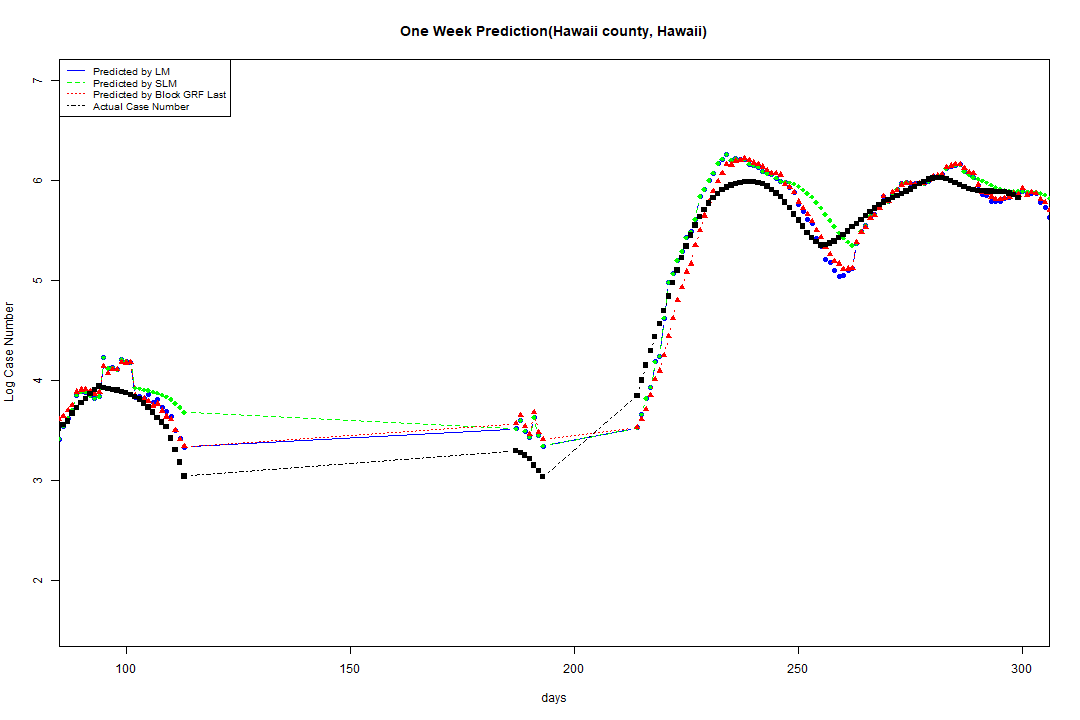 One Week Prediction(Hawaii county, Hawaii)
Predicted by LM
Predicted by SLM
Predicted by Block GRF Last
Actual Case Number
7
6
5
4
3
2
Log Case Number
100 150 200 250 300
days